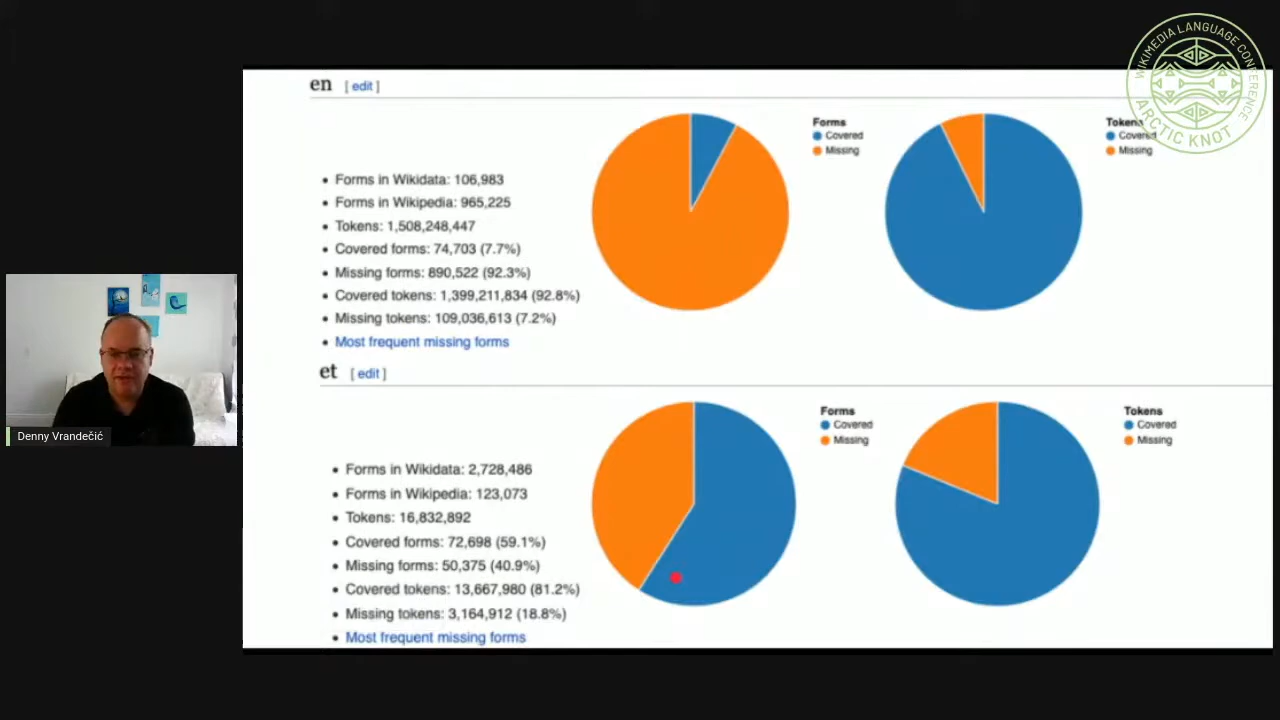 WIKIMEDIA LANGUAGE CONFERENCE
ARCTIC KNOT
en [ edit ]
Forms
Covered
Missing
Tokens
Covered
Missing
• Forms in Wikidata: 106,983
• Forms in Wikipedia: 965,225
• Tokens: 1,508,248,447
• Covered forms: 74,703 (7.7%)
• Missing forms: 890,522 (92.3%)
• Covered tokens: 1,399,211,834 (92.8%)
• Missing tokens: 109,036,613 (7.2%)
• Most frequent missing forms
et [ edit ]
Forms
Covered
Missing
Tokens
Covered
Missing
• Forms in Wikidata: 2,728,486
• Forms in Wikipedia: 123,073
• Tokens: 16,832,892
• Covered forms: 72,698 (59.1%)
• Missing forms: 50,375 (40.9%)
• Covered tokens: 13,667,980 (81.2%)
• Missing tokens: 3,164,912 (18.8%)
• Most frequent missing forms
Denny Vrandečić